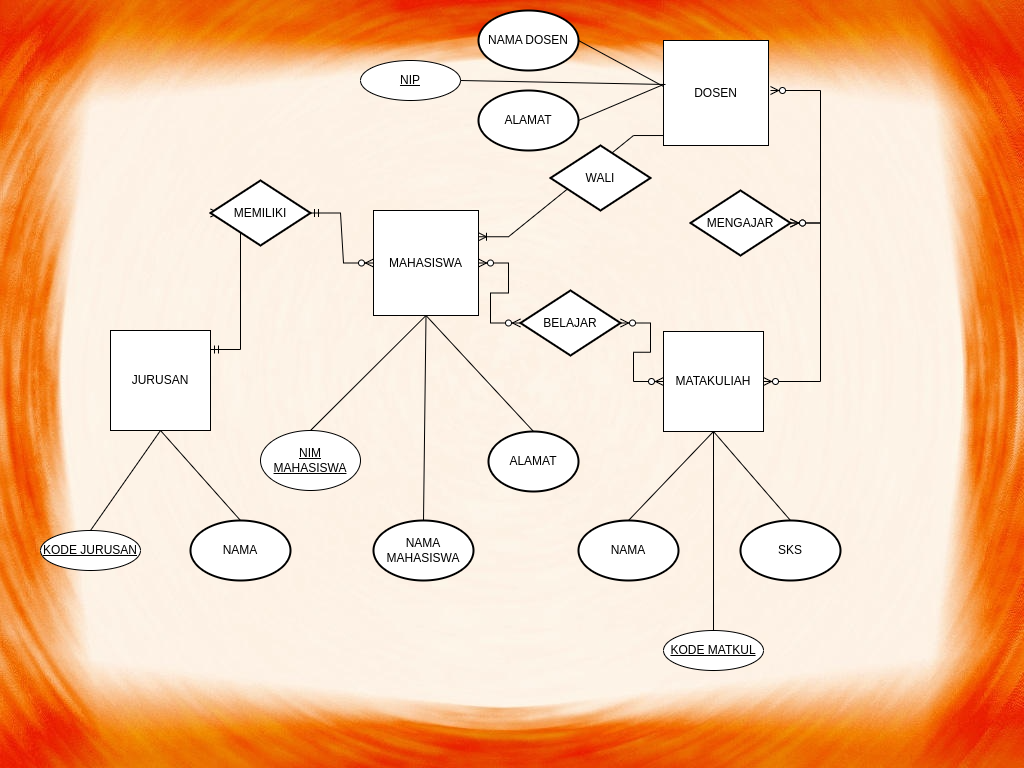 NAMA DOSEN
NIP
DOSEN
ALAMAT
WALI
MEMILIKI
MENGAJAR
MAHASISWA
BELAJAR
JURUSAN
MATAKULIAH
NIM
MAHASISWA
ALAMAT
KODE JURUSAN
NAMA
NAMA
MAHASISWA
NAMA
SKS
KODE MATKUL